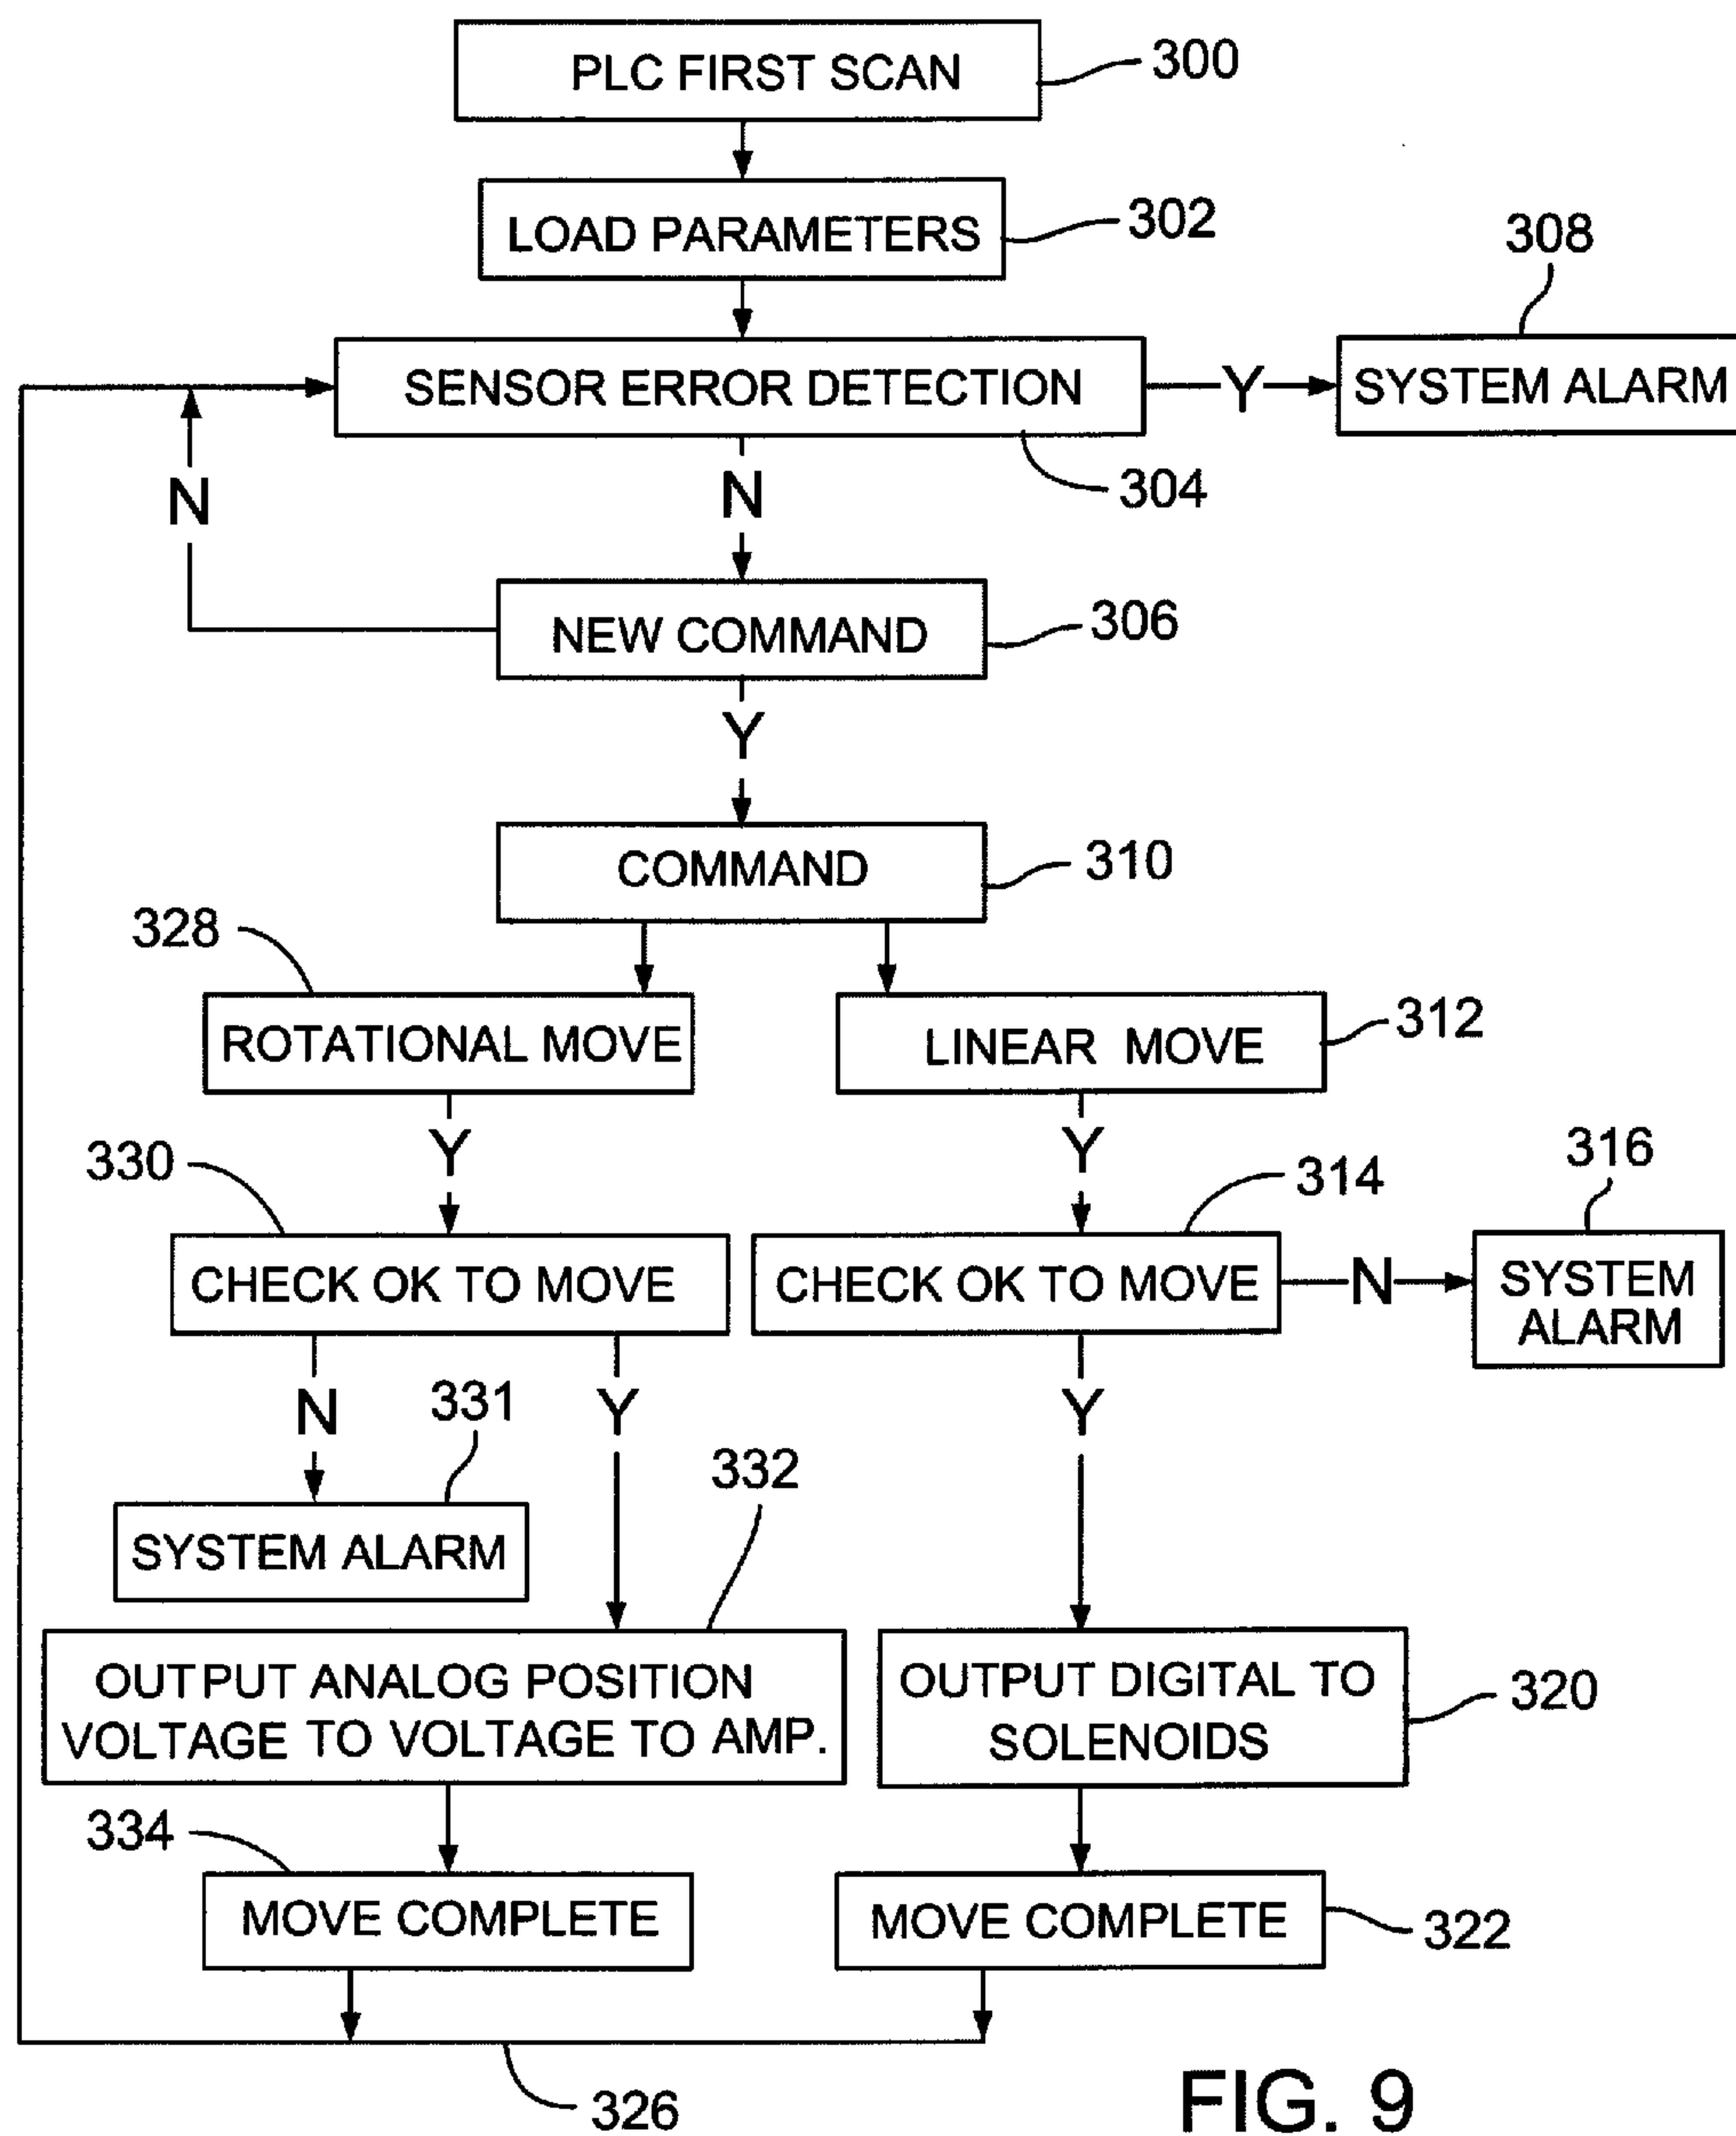 PLC FIRST SCAN
300
LOAD PARAMETERS
302
308
SENSOR ERROR DETECTION
Y
SYSTEM ALARM
304
N
N
NEW COMMAND
306
Y
COMMAND
310
328
ROTATIONAL MOVE
LINEAR MOVE
312
Y
Y
330
314
316
CHECK OK TO MOVE
CHECK OK TO MOVE
N
SYSTEM
ALARM
N
331
Y
Y
332
SYSTEM ALARM
OUTPUT ANALOG POSITION
VOLTAGE TO VOLTAGE TO AMP.
OUTPUT DIGITAL TO
SOLENOIDS
320
334
MOVE COMPLETE
MOVE COMPLETE
322
326
FIG. 9